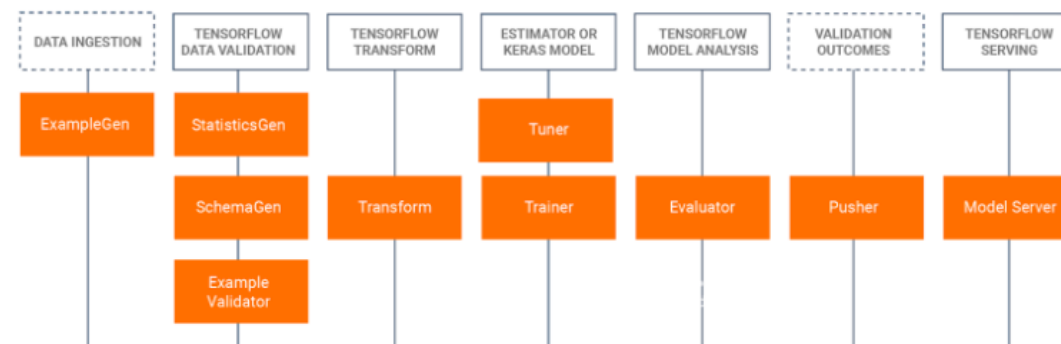 DATA INGESTION
TENSORFLOW
DATA VALIDATION
TENSORFLOW
TRANSFORM
ESTIMATOR OR
KERAS MODEL
TENSORFLOW
MODEL ANALYSIS
VALIDATION
OUTCOMES
TENSORFLOW
SERVING
ExampleGen
StatisticsGen
Tuner
SchemaGen
Transform
Trainer
Evaluator
Pusher
Model Server
Example
Validator